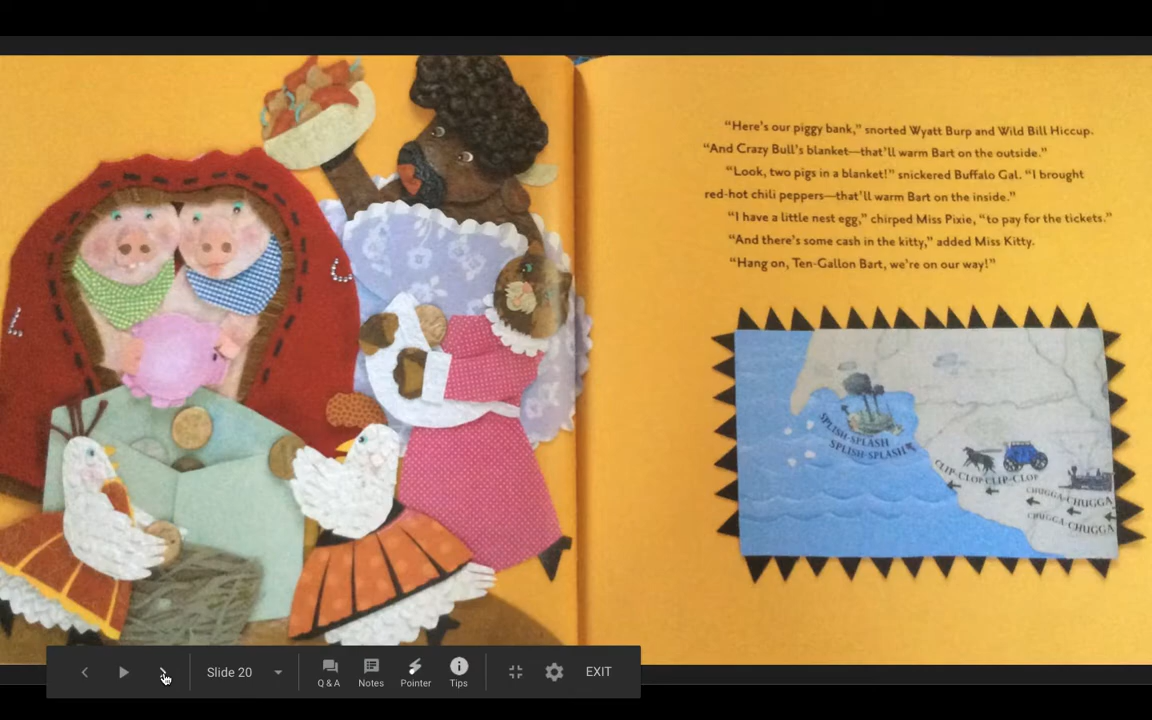 "Here's our piggy bank," snorted Wyatt Burp and Wild Bill Hiccup.
"And Crazy Bull's blanket—that'll warm Bart on the outside."
"Look, two pigs in a blanket!" snickered Buffalo Gal. "I brought
red-hot chili peppers—that'll warm Bart on the inside."
"I have a little nest egg," chirped Miss Pixie, "to pay for the tickets."
"And there's some cash in the kitty," added Miss Kitty.
"Hang on, Ten-Gallon Bart, we're on our way!"
SPLISH-SPLASH
SPLISH-SPLASH
CLIP-CLOP-CLIP-CLOP
CHUGGA-CHUGGA
CHUGGA-CHUGGA
Slide 20
Q & A
Notes
Pointer
Tips
EXIT